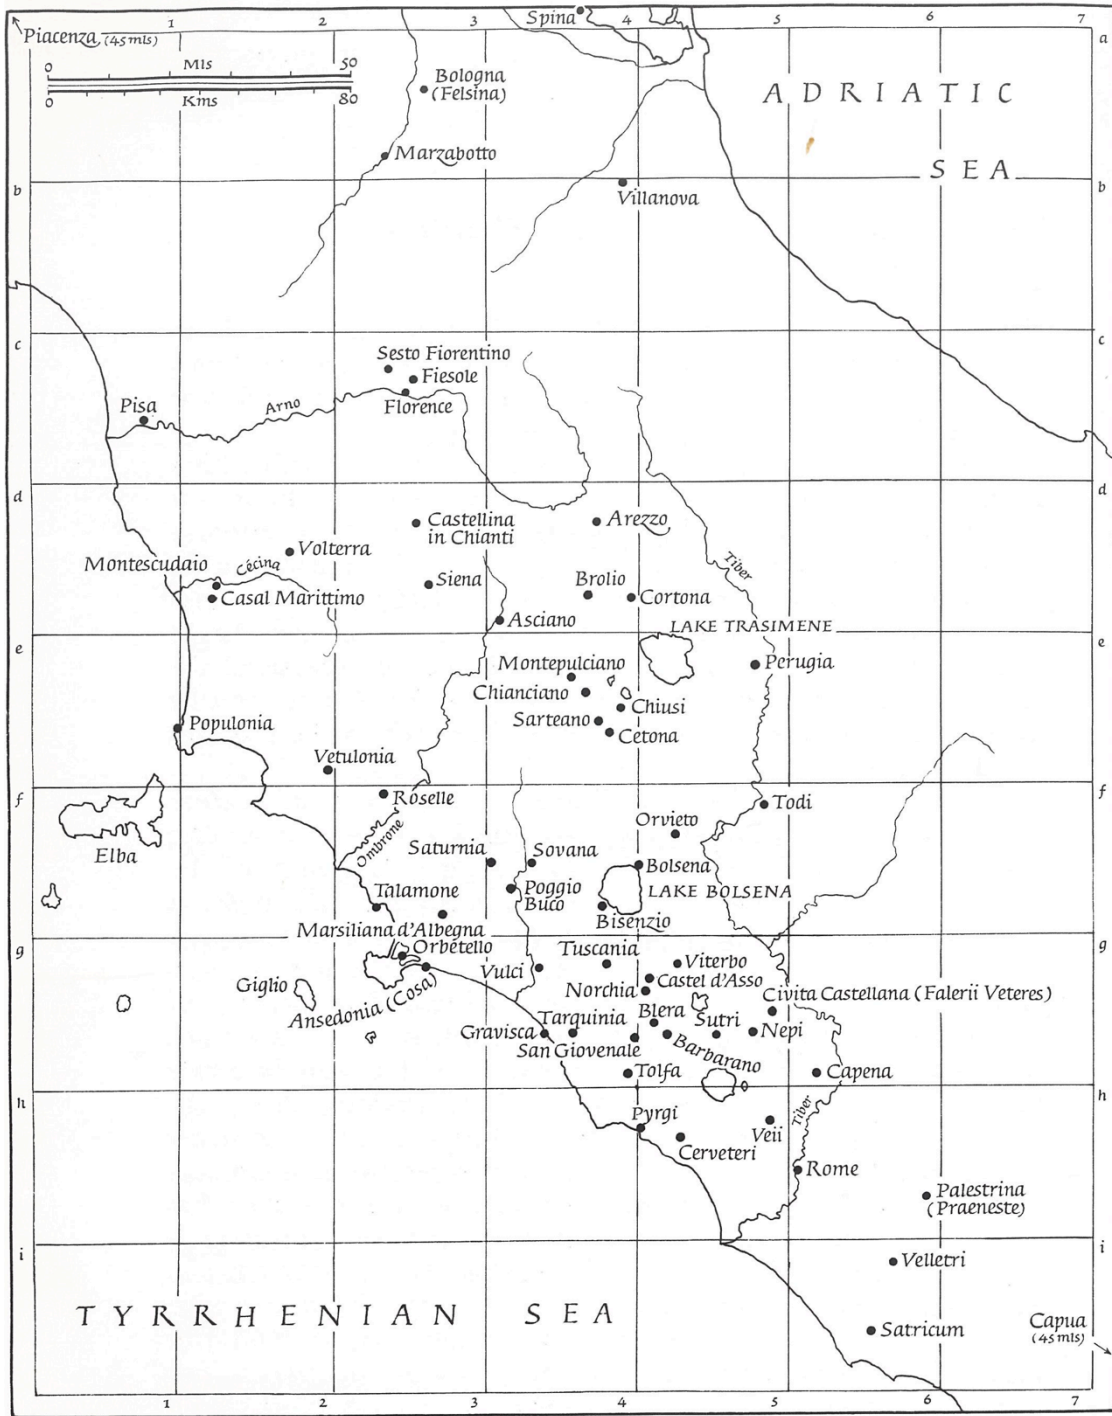 1 2 3 4 5 6 7
Spina
Piacenza (45 mls)
a a
0 Mls 50
0 Kms 80
Bologna
(Felsina)
ADRIATIC
SEA
Marzabotto
b b
Villanova
c c
Sesto Fiorentino
Fiesole
Florence
Arno
Pisa
d d
Castellina
in Chianti
Arezzo
Volterra
Montescudaio
Cécina
Casal Marittimo
Siena
Brolio
Cortona
Tiber
Asciano
LAKE TRASIMENE
e e
Montepulciano
Perugia
Chianciano
Chiusi
Sarteano
Cetona
Populonia
Vetulonia
f f
Roselle
Todi
Elba
Ombrone
Orvieto
Saturnia
Sovana
Bolsena
Talamone
Poggio
Buco
LAKE BOLSENA
Bisenzio
Marsiliana d'Albegna
g g
Orbetello
Tuscania
Viterbo
Vulci
Castel d'Asso
Giglio
Ansedonia (Cosa)
Norchia
Civita Castellana (Falerii Veteres)
Blera
Gravisca
Tarquinia
Sutri
Nepi
San Giovenale
Barbarano
Tolfa
Capena
h h
Pyrgi
Cerveteri
Veii
Tiber
Rome
Palestrina
(Praeneste)
i i
Velletri
TYRRHENIAN SEA
Satricum
Capua
(45 mls)
1 2 3 4 5 6 7